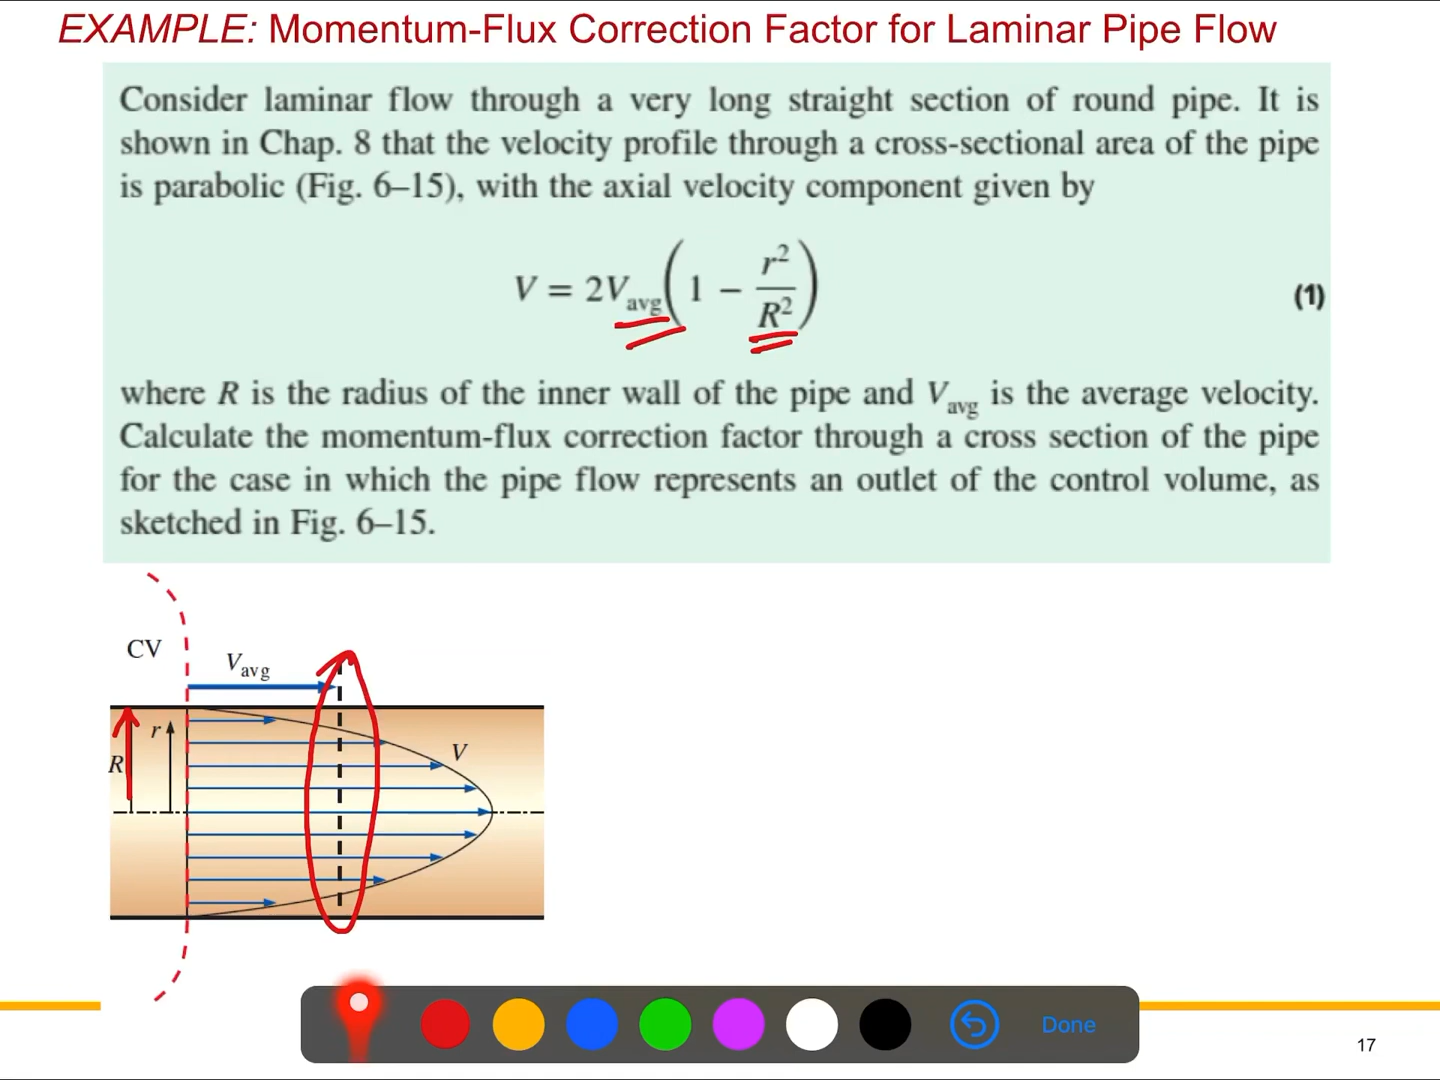 EXAMPLE: Momentum-Flux Correction Factor for Laminar Pipe Flow
Consider laminar flow through a very long straight section of round pipe. It is
shown in Chap. 8 that the velocity profile through a cross-sectional area of the pipe
is parabolic (Fig. 6–15), with the axial velocity component given by
V = 2V_avg(1 − r²/R²) (1)
where R is the radius of the inner wall of the pipe and V_avg is the average velocity.
Calculate the momentum-flux correction factor through a cross section of the pipe
for the case in which the pipe flow represents an outlet of the control volume, as
sketched in Fig. 6–15.
CV
V_avg
r
V
R
Done
17